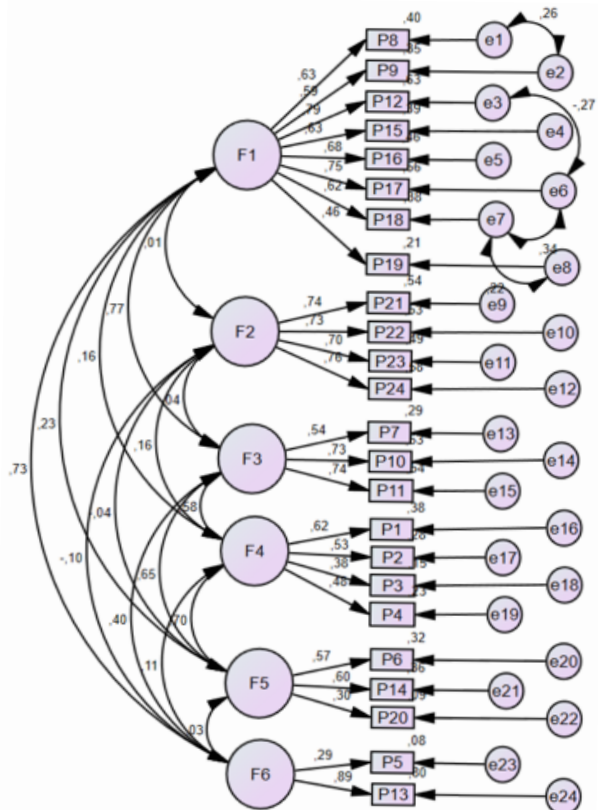 ,40
,26
P8
e1
,63
P9
e2
,59
,79
P12
e3
-,27
,63
P15
e4
,68
P16
e5
F1
,75
P17
e6
,62
P18
e7
,46
,21
P19
,34
e8
,01
,54
,22
,74
P21
e9
,77
,73
P22
e10
F2
,70
P23
e11
,16
,76
P24
e12
,04
,29
,54
P7
e13
,23
,16
,73
P10
e14
F3
,74
P11
e15
,73
,58
,38
,62
P1
e16
,04
,53
P2
e17
F4
,38
P3
e18
-,10
,48
P4
e19
,65
,40
,70
,32
,57
P6
e20
,11
,60
P14
e21
F5
,30
P20
e22
,03
,08
,29
P5
e23
F6
,89
P13
e24